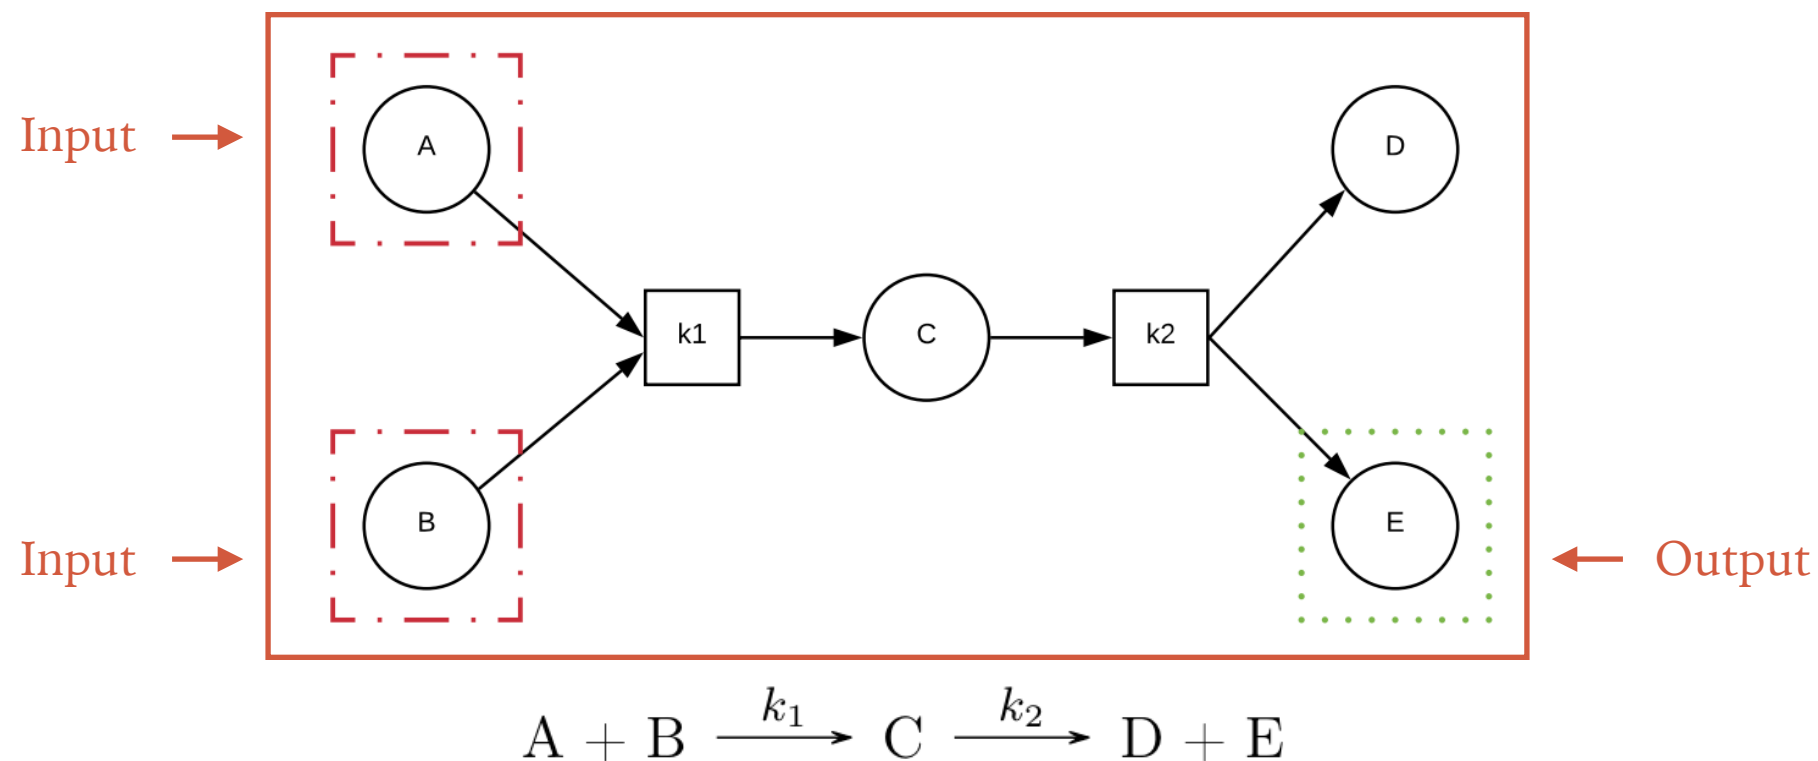 Input
A
D
k1
C
k2
Input
B
E
Output
A + B \xrightarrow{k_1} C \xrightarrow{k_2} D + E